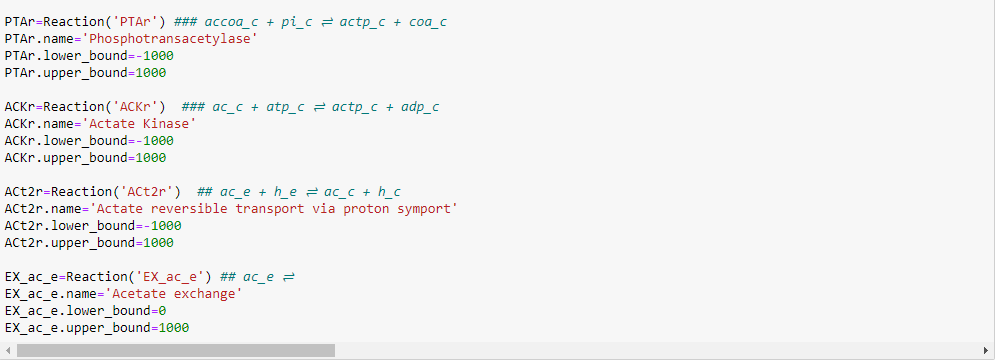 PTAr=Reaction('PTAr') ### accoa_c + pi_c ⇌ actp_c + coa_c
PTAr.name='Phosphotransacetylase'
PTAr.lower_bound=-1000
PTAr.upper_bound=1000
ACKr=Reaction('ACKr')  ### ac_c + atp_c ⇌ actp_c + adp_c
ACKr.name='Actate Kinase'
ACKr.lower_bound=-1000
ACKr.upper_bound=1000
ACt2r=Reaction('ACt2r')  ## ac_e + h_e ⇌ ac_c + h_c
ACt2r.name='Actate reversible transport via proton symport'
ACt2r.lower_bound=-1000
ACt2r.upper_bound=1000
EX_ac_e=Reaction('EX_ac_e') ## ac_e ⇌
EX_ac_e.name='Acetate exchange'
EX_ac_e.lower_bound=0
EX_ac_e.upper_bound=1000